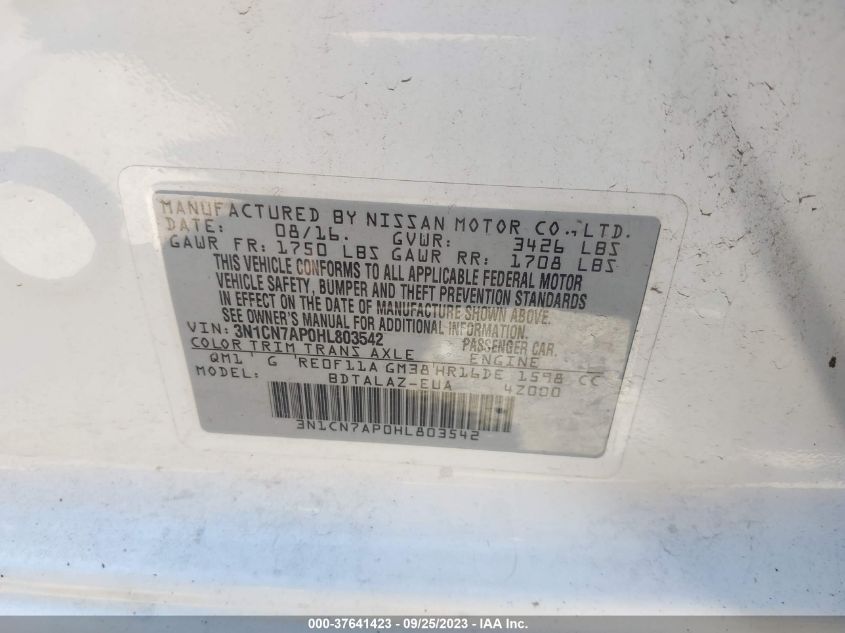 MANUFACTURED BY NISSAN MOTOR CO., LTD.
DATE: 08/16. GVWR: 3426 LBS
GAWR FR: 1750 LBS GAWR RR: 1708 LBS
THIS VEHICLE CONFORMS TO ALL APPLICABLE FEDERAL MOTOR
VEHICLE SAFETY, BUMPER AND THEFT PREVENTION STANDARDS
IN EFFECT ON THE DATE OF MANUFACTURE SHOWN ABOVE.
SEE OWNER'S MANUAL FOR ADDITIONAL INFORMATION.
VIN: 3N1CN7AP0HL803542 PASSENGER CAR.
COLOR TRIM TRANS AXLE ENGINE
QM1 G RE0F11A GM38 HR16DE 1598 CC
MODEL: BDTALAZ-EUA 42000
3N1CN7AP0HL803542
000-37641423 - 09/25/2023 - IAA Inc.